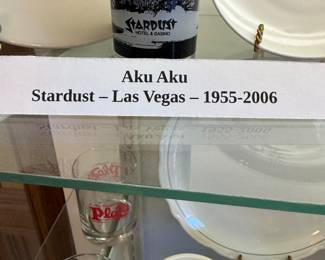 STARDUST
HOTEL & CASINO
Aku Aku
Stardust – Las Vegas – 1955-2006